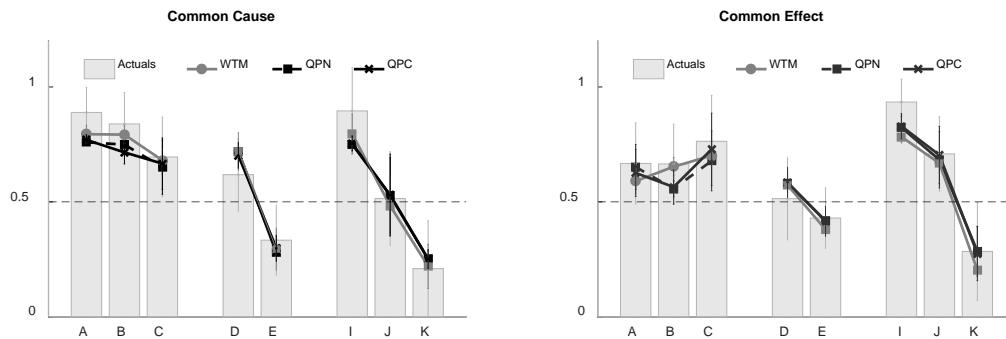 Common Cause
Common Effect
Actuals WTM QPN QPC
Actuals WTM QPN QPC
1
0.5
0
1
0.5
0
A B C D E I J K
A B C D E I J K